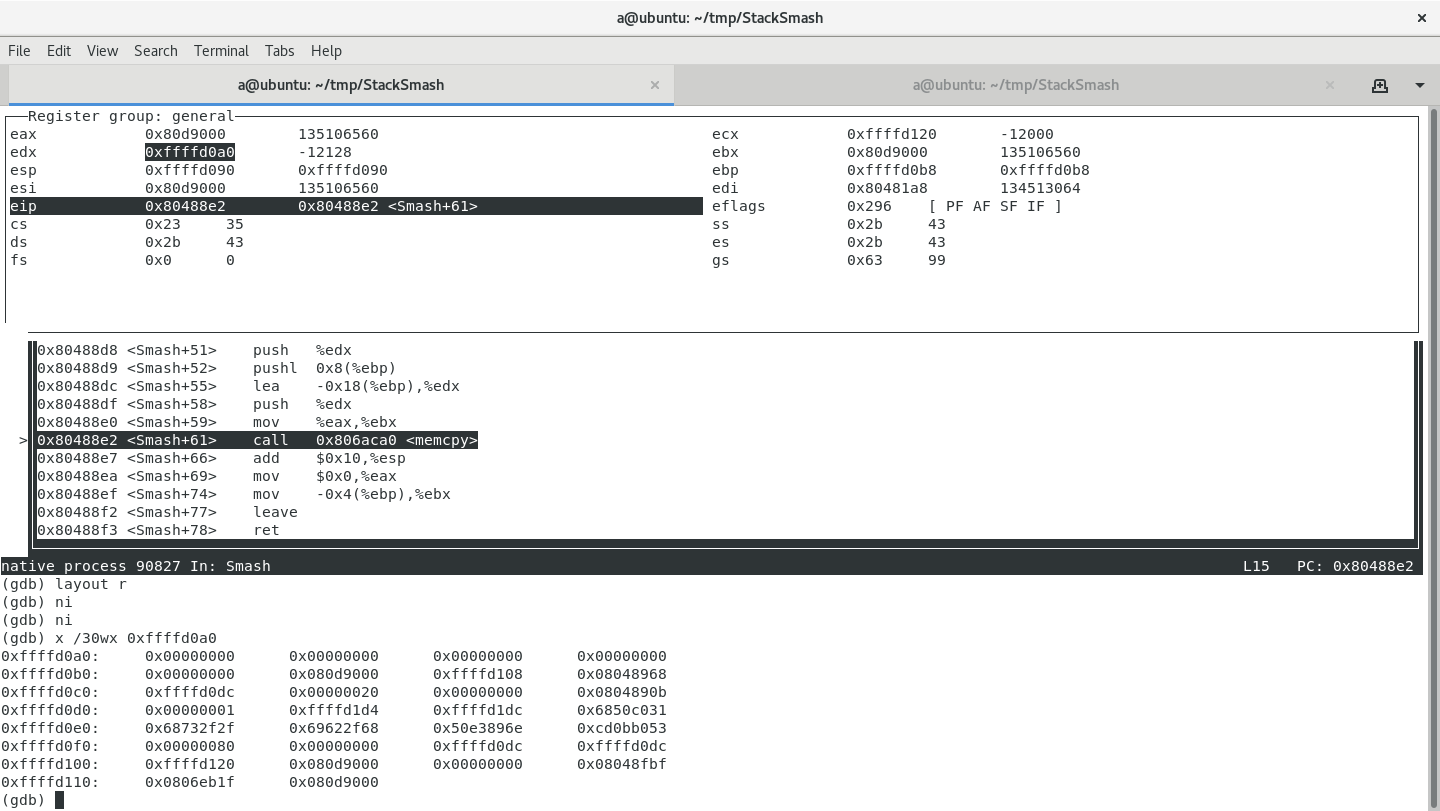 a@ubuntu: ~/tmp/StackSmash ×
File Edit View Search Terminal Tabs Help
a@ubuntu: ~/tmp/StackSmash × a@ubuntu: ~/tmp/StackSmash ×
Register group: general
eax 0x80d9000 135106560 ecx 0xffffd120 -12000
edx 0xffffd0a0 -12128 ebx 0x80d9000 135106560
esp 0xffffd090 0xffffd090 ebp 0xffffd0b8 0xffffd0b8
esi 0x80d9000 135106560 edi 0x80481a8 134513064
eip 0x80488e2 0x80488e2 <Smash+61> eflags 0x296 [ PF AF SF IF ]
cs 0x23 35 ss 0x2b 43
ds 0x2b 43 es 0x2b 43
fs 0x0 0 gs 0x63 99
0x80488d8 <Smash+51> push %edx
0x80488d9 <Smash+52> pushl 0x8(%ebp)
0x80488dc <Smash+55> lea -0x18(%ebp),%edx
0x80488df <Smash+58> push %edx
0x80488e0 <Smash+59> mov %eax,%ebx
>0x80488e2 <Smash+61> call 0x806aca0 <memcpy>
0x80488e7 <Smash+66> add $0x10,%esp
0x80488ea <Smash+69> mov $0x0,%eax
0x80488ef <Smash+74> mov -0x4(%ebp),%ebx
0x80488f2 <Smash+77> leave
0x80488f3 <Smash+78> ret
native process 90827 In: Smash L15 PC: 0x80488e2
(gdb) layout r
(gdb) ni
(gdb) ni
(gdb) x /30wx 0xffffd0a0
0xffffd0a0: 0x00000000 0x00000000 0x00000000 0x00000000
0xffffd0b0: 0x00000000 0x080d9000 0xffffd108 0x08048968
0xffffd0c0: 0xffffd0dc 0x00000020 0x00000000 0x0804890b
0xffffd0d0: 0x00000001 0xffffd1d4 0xffffd1dc 0x6850c031
0xffffd0e0: 0x68732f2f 0x69622f68 0x50e3896e 0xcd0bb053
0xffffd0f0: 0x00000080 0x00000000 0xffffd0dc 0xffffd0dc
0xffffd100: 0xffffd120 0x080d9000 0x00000000 0x08048fbf
0xffffd110: 0x0806eb1f 0x080d9000
(gdb)